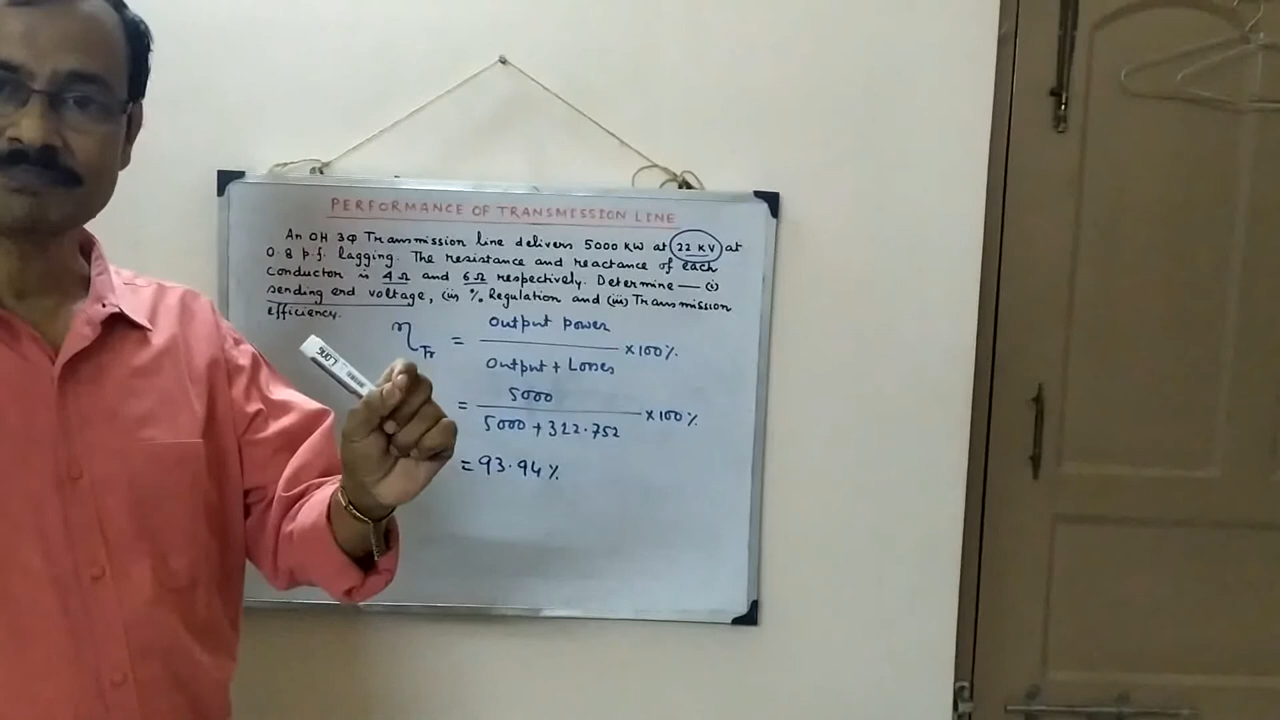 PERFORMANCE OF TRANSMISSION LINE
An OH 3φ Transmission line delivers 5000 KW at 22 KV at
0.8 p.f. lagging. The resistance and reactance of each
conductor is 4 Ω and 6 Ω respectively. Determine — (i)
sending end voltage, (ii) % Regulation and (iii) Transmission
efficiency.
η_Tr = Output power / Output + Losses × 100%
= 5000 / 5000 + 322.752 × 100%
= 93.94%